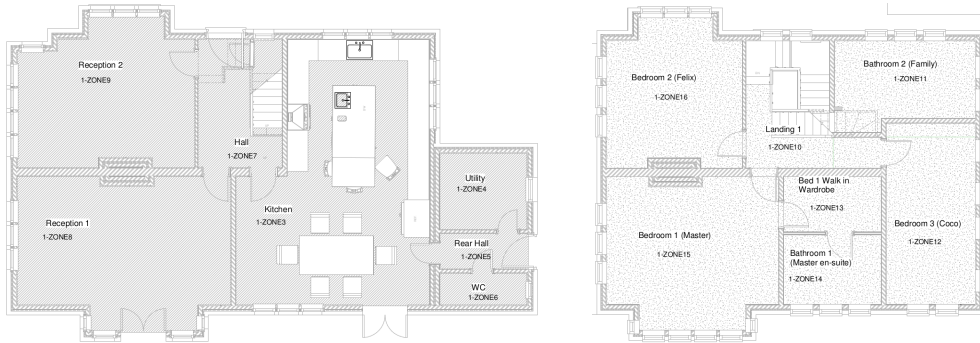 Reception 2
1-ZONE9
Hall
1-ZONE7
Utility
1-ZONE4
Reception 1
1-ZONE8
Kitchen
1-ZONE3
Rear Hall
1-ZONE5
WC
1-ZONE6
Bedroom 2 (Felix)
1-ZONE16
Bathroom 2 (Family)
1-ZONE11
Landing 1
1-ZONE10
Bed 1 Walk in
Wardrobe
1-ZONE13
Bedroom 3 (Coco)
1-ZONE12
Bedroom 1 (Master)
1-ZONE15
Bathroom 1
(Master en-suite)
1-ZONE14